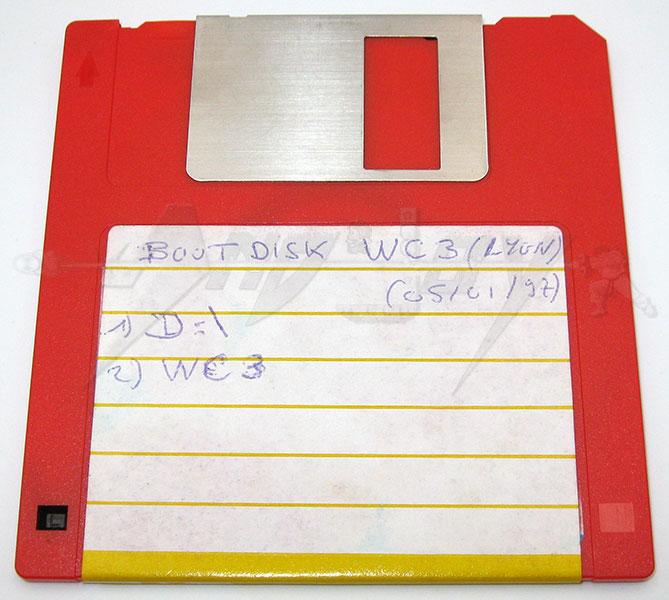 BOOT DISK WC3 (LYON)
(05/01/97)
1) D:\
2) WC3